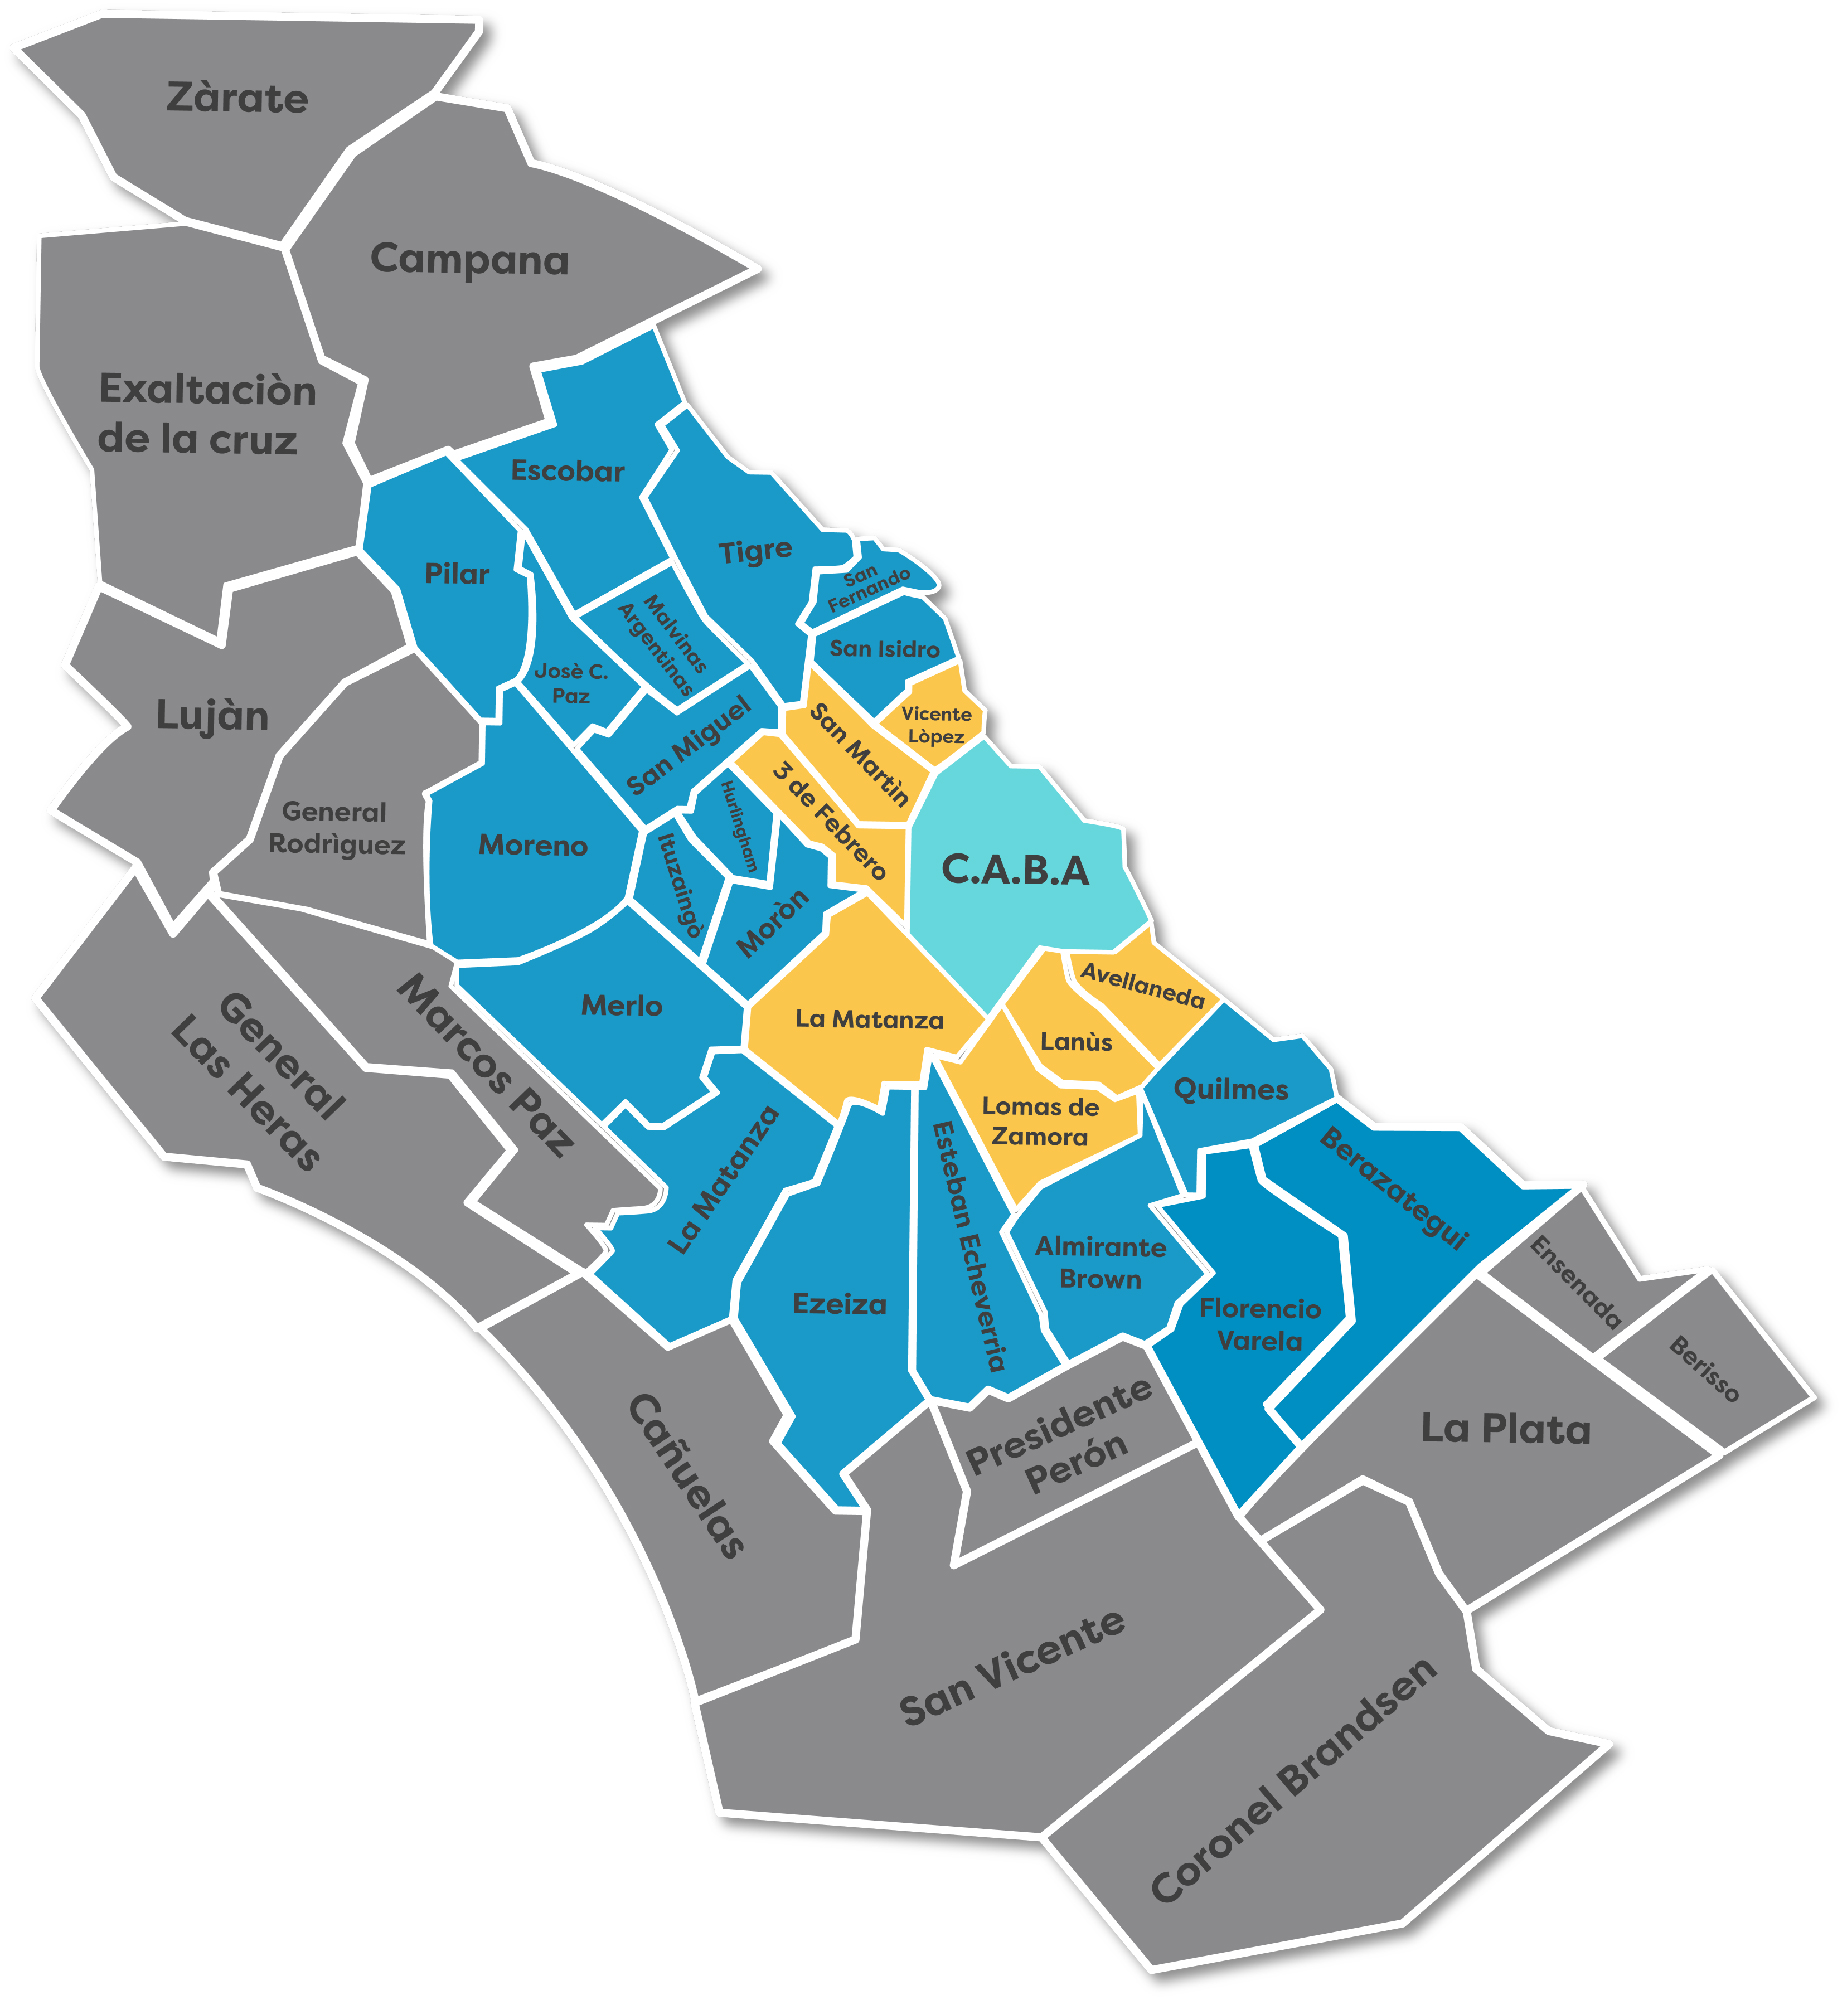 Zàrate
Campana
Exaltaciòn
de la cruz
Escobar
Tigre
Pilar
San
Fernando
Malvinas
Argentinas
San Isidro
Josè C.
Paz
Lujàn
Vicente
Lòpez
San Miguel
San Martìn
3 de Febrero
General
Rodrìguez
Moreno
Hurlingham
Ituzaingò
C.A.B.A
Moròn
Avellaneda
Merlo
La Matanza
Lanùs
General
Las Heras
Marcos Paz
Quilmes
Lomas de
Zamora
La Matanza
Esteban Echeverria
Berazategui
Almirante
Brown
Ensenada
Ezeiza
Florencio
Varela
Berisso
Cañuelas
Presidente
Perón
La Plata
San Vicente
Coronel Brandsen